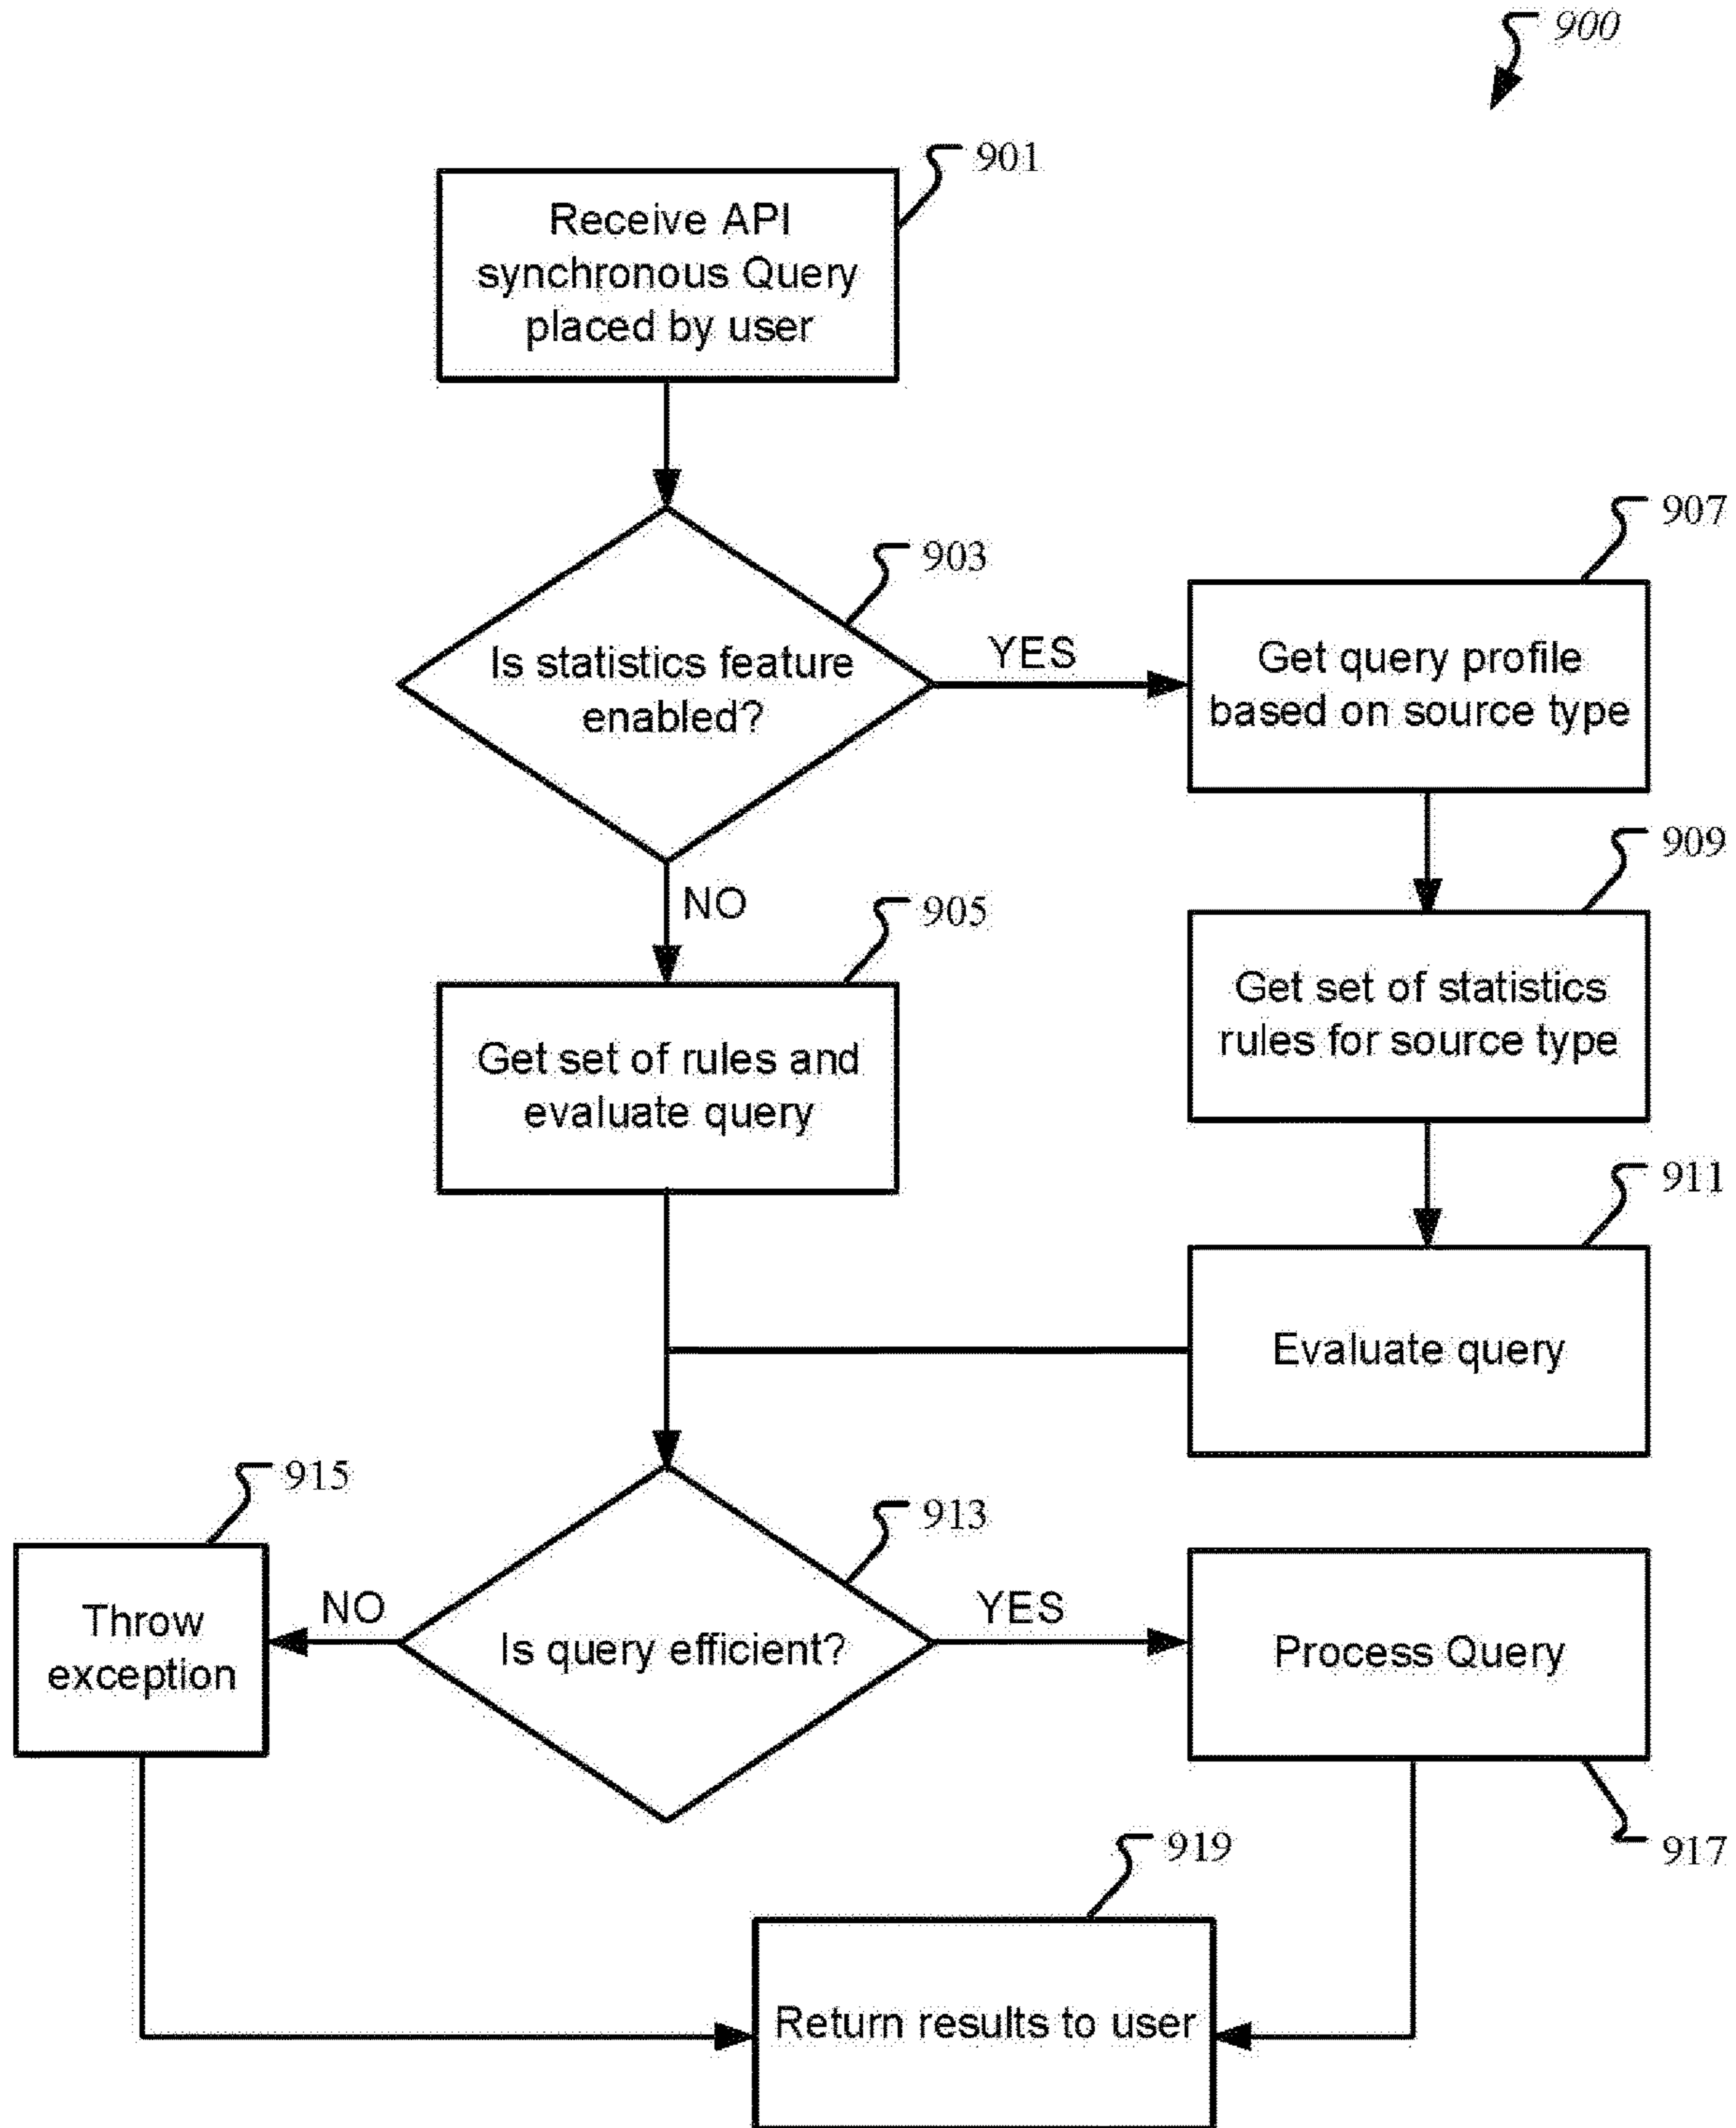 900
901
Receive API
synchronous Query
placed by user
903
Is statistics feature
enabled?
YES
907
Get query profile
based on source type
NO
905
Get set of rules and
evaluate query
909
Get set of statistics
rules for source type
911
Evaluate query
913
Is query efficient?
NO
915
Throw
exception
YES
Process Query
917
919
Return results to user